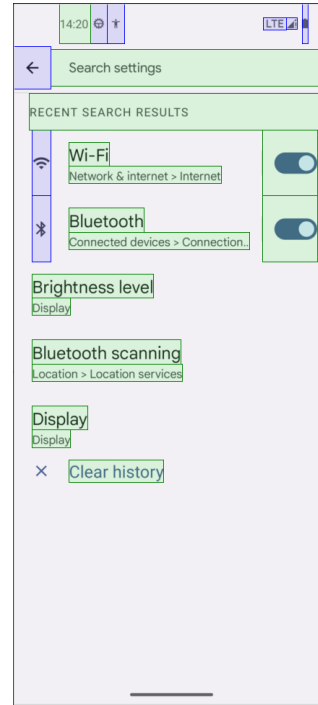 14:20
LTE
Search settings
RECENT SEARCH RESULTS
Wi-Fi
Network & internet > Internet
Bluetooth
Connected devices > Connection..
Brightness level
Display
Bluetooth scanning
Location > Location services
Display
Display
Clear history